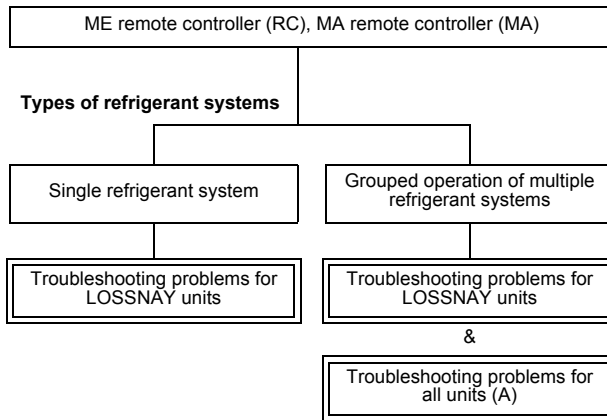 ME remote controller (RC), MA remote controller (MA)
Types of refrigerant systems
Single refrigerant system
Grouped operation of multiple
refrigerant systems
Troubleshooting problems for
LOSSNAY units
Troubleshooting problems for
LOSSNAY units
&
Troubleshooting problems for
all units (A)